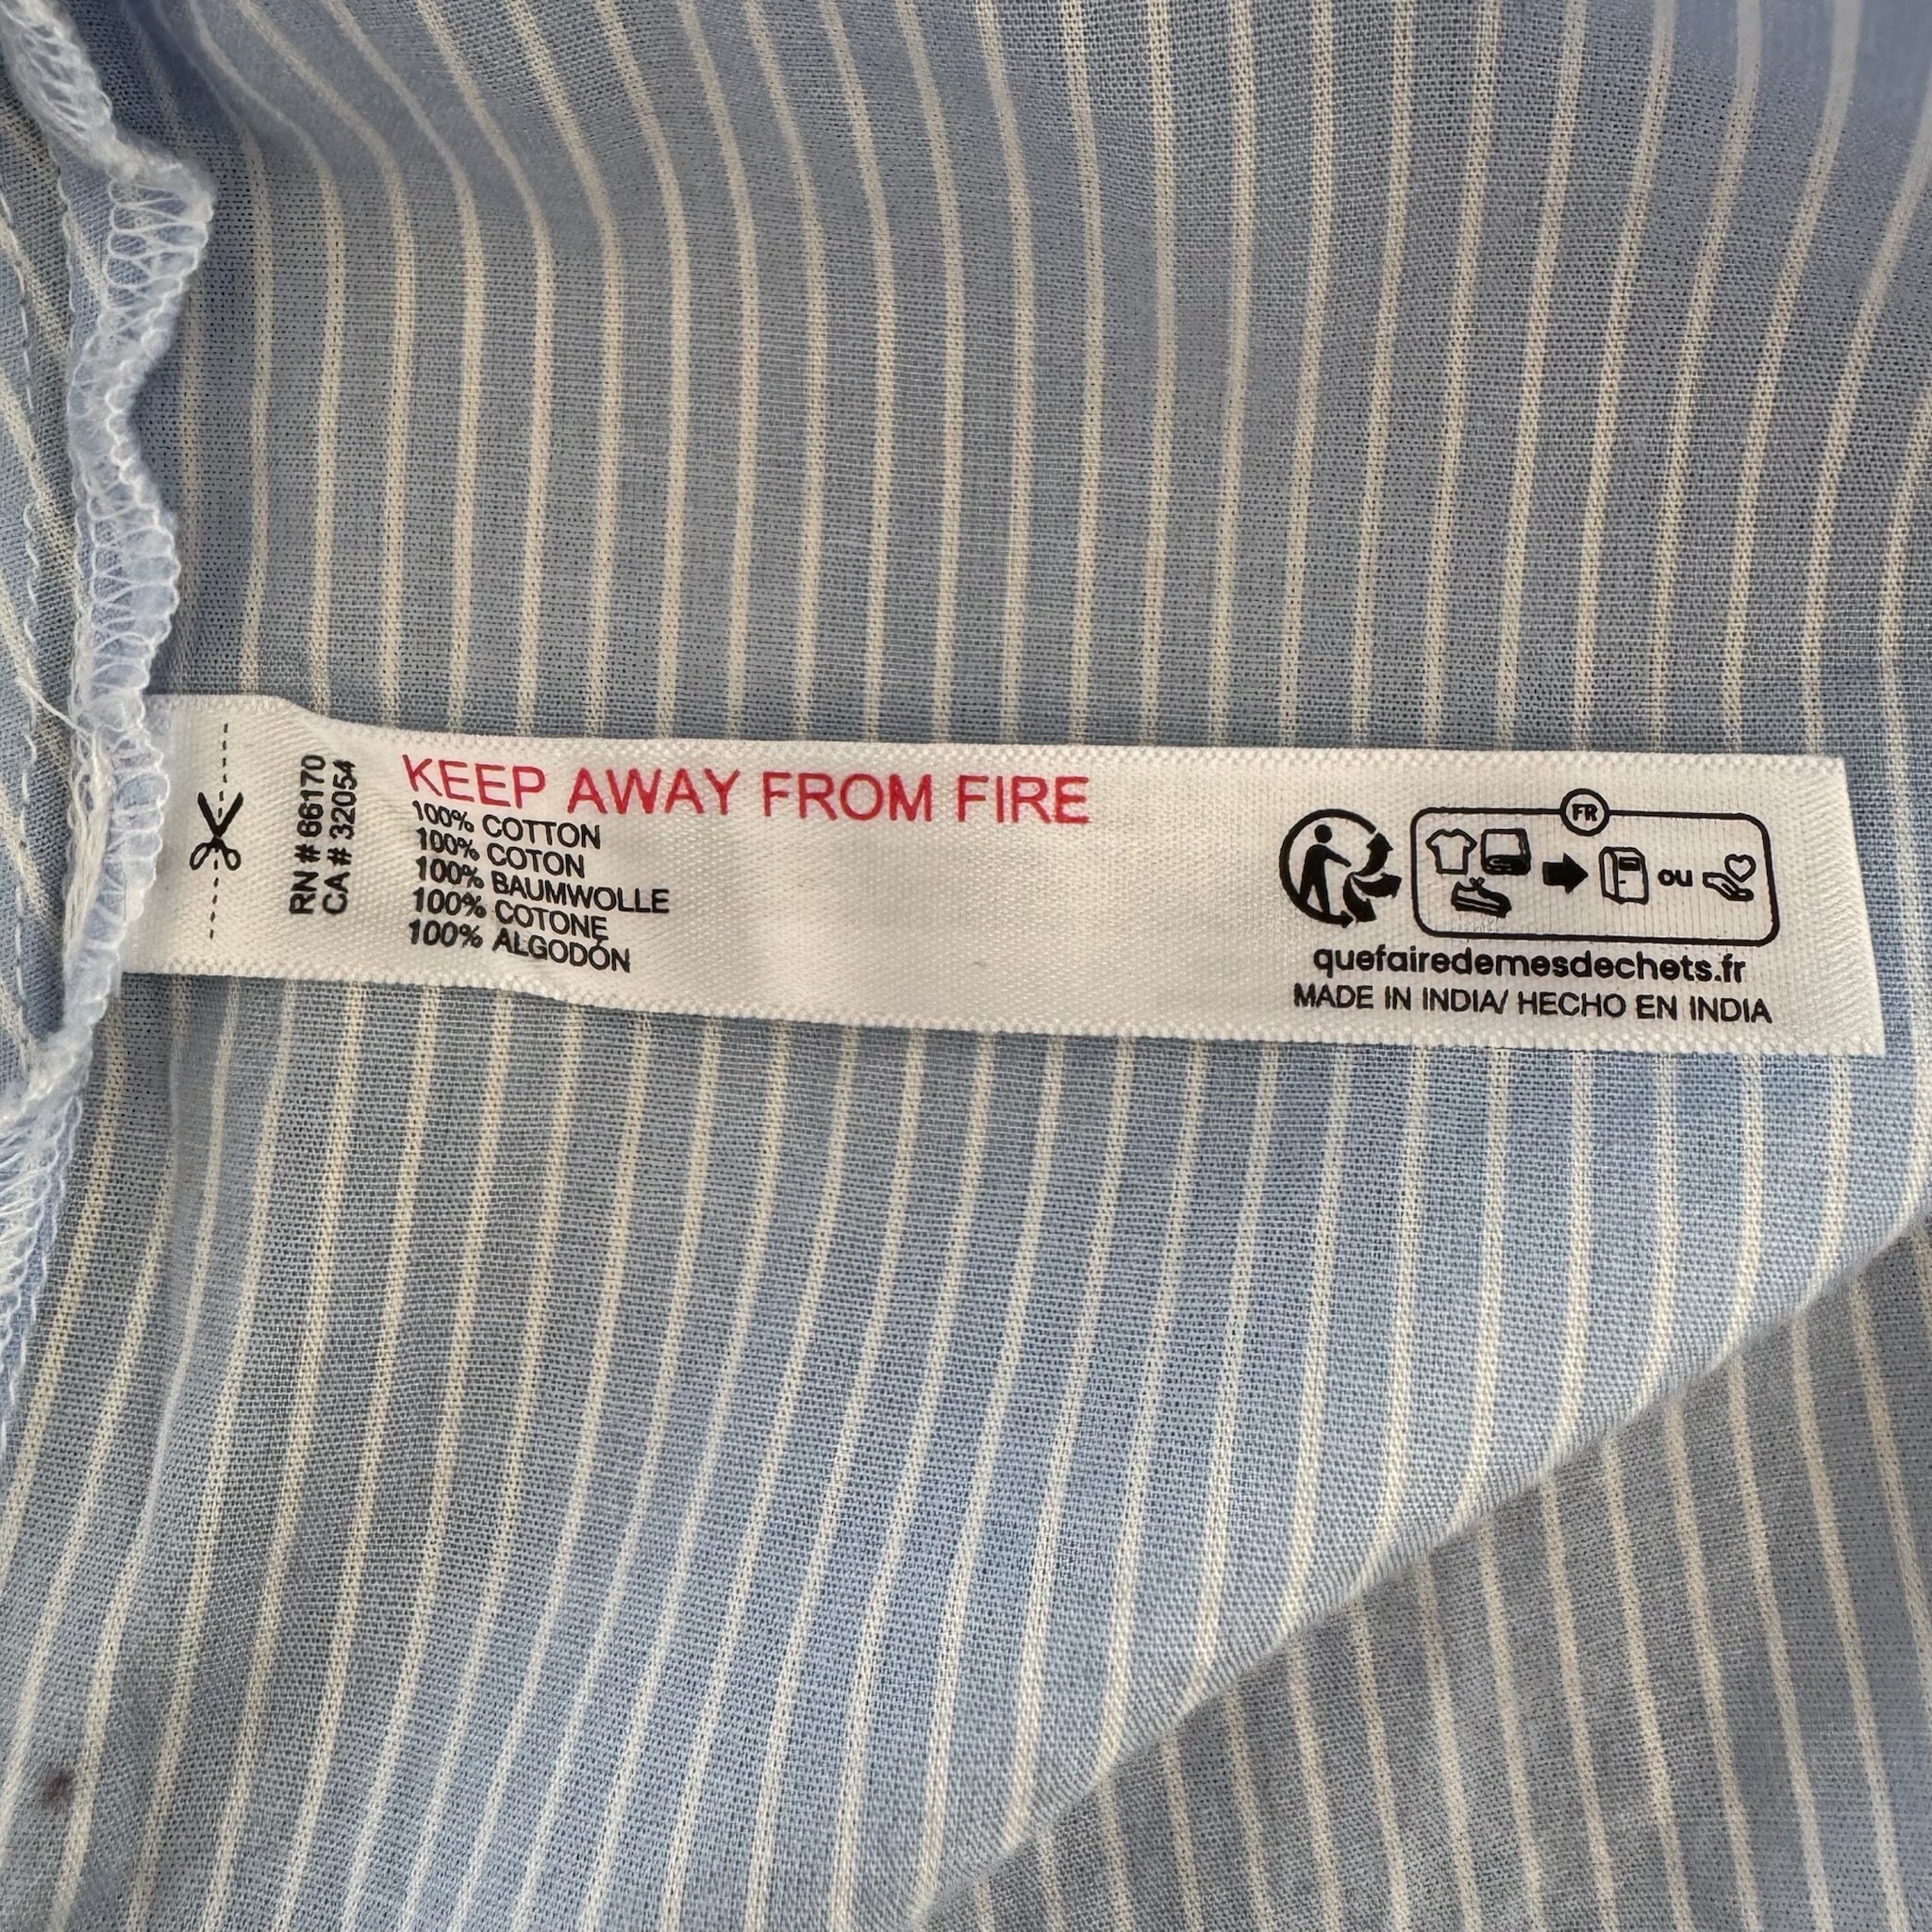 RN # 66170
CA # 32054
KEEP AWAY FROM FIRE
100% COTTON
100% COTON
100% BAUMWOLLE
100% COTONE
100% ALGODÓN
FR
ou
quefairedemesdechets.fr
MADE IN INDIA/ HECHO EN INDIA